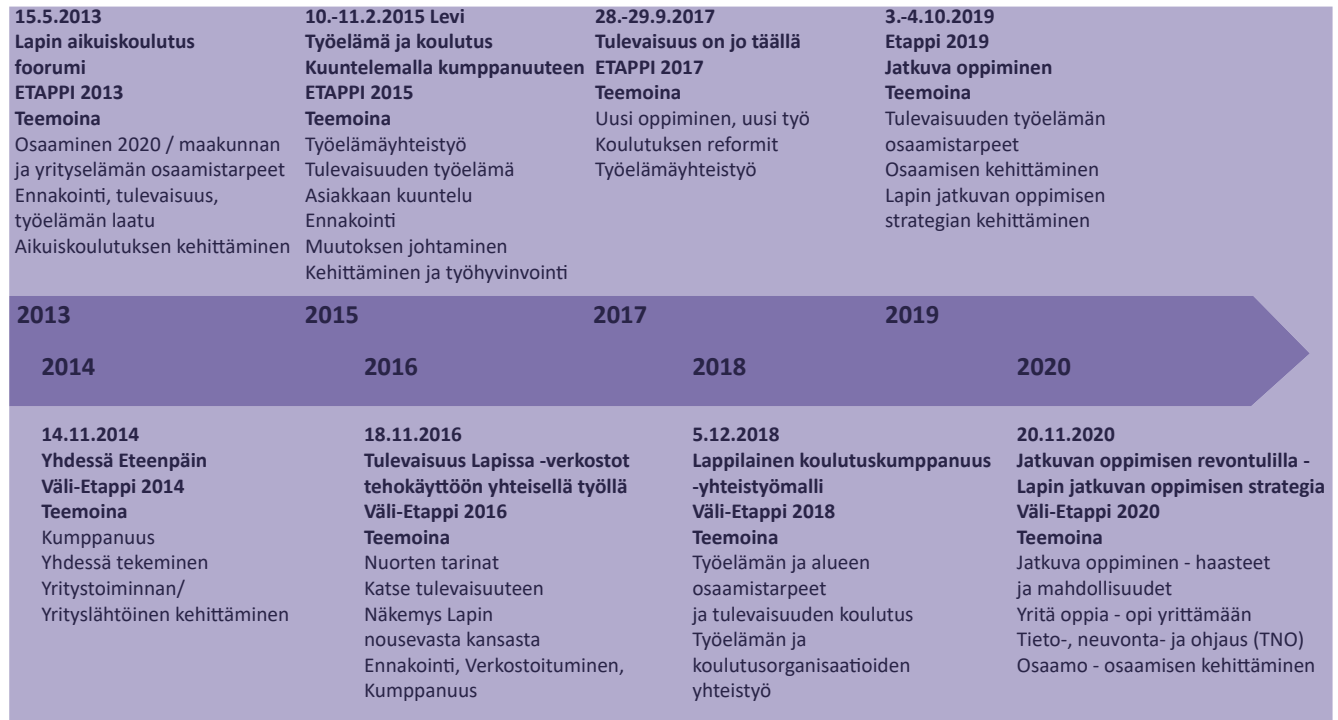 15.5.2013
Lapin aikuiskoulutus
foorumi
ETAPPI 2013
Teemoina
Osaaminen 2020 / maakunnan
ja yrityselämän osaamistarpeet
Ennakointi, tulevaisuus,
työelämän laatu
Aikuiskoulutuksen kehittäminen
10.-11.2.2015 Levi
Työelämä ja koulutus
Kuuntelemalla kumppanuuteen
ETAPPI 2015
Teemoina
Työelämäyhteistyö
Tulevaisuuden työelämä
Asiakkaan kuuntelu
Ennakointi
Muutoksen johtaminen
Kehittäminen ja työhyvinvointi
28.-29.9.2017
Tulevaisuus on jo täällä
ETAPPI 2017
Teemoina
Uusi oppiminen, uusi työ
Koulutuksen reformit
Työelämäyhteistyö
3.-4.10.2019
Etappi 2019
Jatkuva oppiminen
Teemoina
Tulevaisuuden työelämän
osaamistarpeet
Osaamisen kehittäminen
Lapin jatkuvan oppimisen
strategian kehittäminen
2013
2015
2017
2019
2014
2016
2018
2020
14.11.2014
Yhdessä Eteenpäin
Väli-Etappi 2014
Teemoina
Kumppanuus
Yhdessä tekeminen
Yritystoiminnan/
Yrityslähtöinen kehittäminen
18.11.2016
Tulevaisuus Lapissa -verkostot
tehokäyttöön yhteisellä työllä
Väli-Etappi 2016
Teemoina
Nuorten tarinat
Katse tulevaisuuteen
Näkemys Lapin
nousevasta kansasta
Ennakointi, Verkostoituminen,
Kumppanuus
5.12.2018
Lappilainen koulutuskumppanuus
-yhteistyömalli
Väli-Etappi 2018
Teemoina
Työelämän ja alueen
osaamistarpeet
ja tulevaisuuden koulutus
Työelämän ja
koulutusorganisaatioiden
yhteistyö
20.11.2020
Jatkuvan oppimisen revontulilla -
Lapin jatkuvan oppimisen strategia
Väli-Etappi 2020
Teemoina
Jatkuva oppiminen - haasteet
ja mahdollisuudet
Yritä oppia - opi yrittämään
Tieto-, neuvonta- ja ohjaus (TNO)
Osaamo - osaamisen kehittäminen